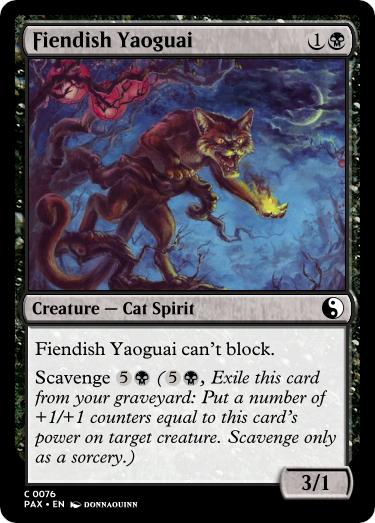 Fiendish Yaoguai 1
Creature — Cat Spirit
Fiendish Yaoguai can't block.
Scavenge 5 (5, Exile this card
from your graveyard: Put a number of
+1/+1 counters equal to this card's
power on target creature. Scavenge only
as a sorcery.)
3/1
C 0076
PAX • EN DONNAQUINN